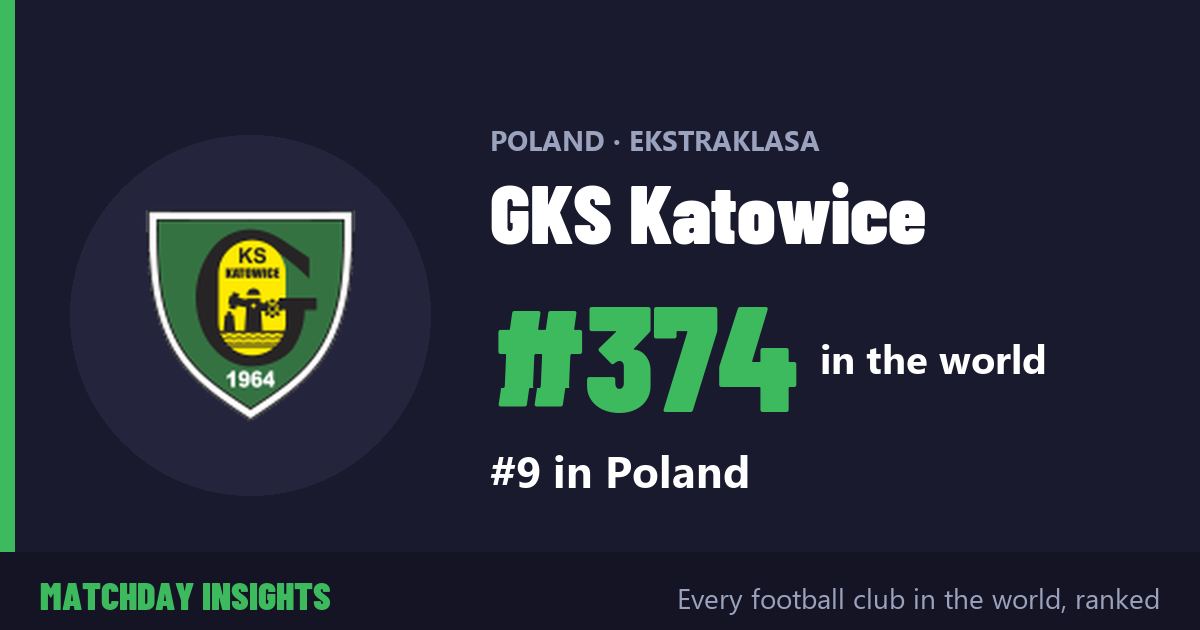 POLAND · EKSTRAKLASA
GKS Katowice
KS
KATOWICE
1964
#374 in the world
#9 in Poland
MATCHDAY INSIGHTS
Every football club in the world, ranked